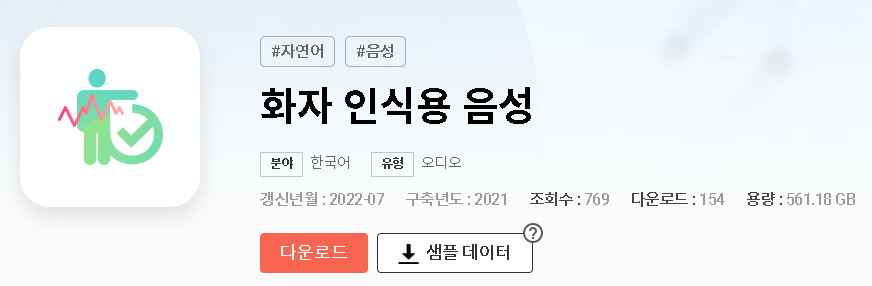 #자연어 #음성
화자 인식용 음성
분야 한국어 유형 오디오
갱신년월 : 2022-07 구축년도 : 2021 조회수 : 769 다운로드 : 154 용량 : 561.18 GB
다운로드 샘플 데이터 ?